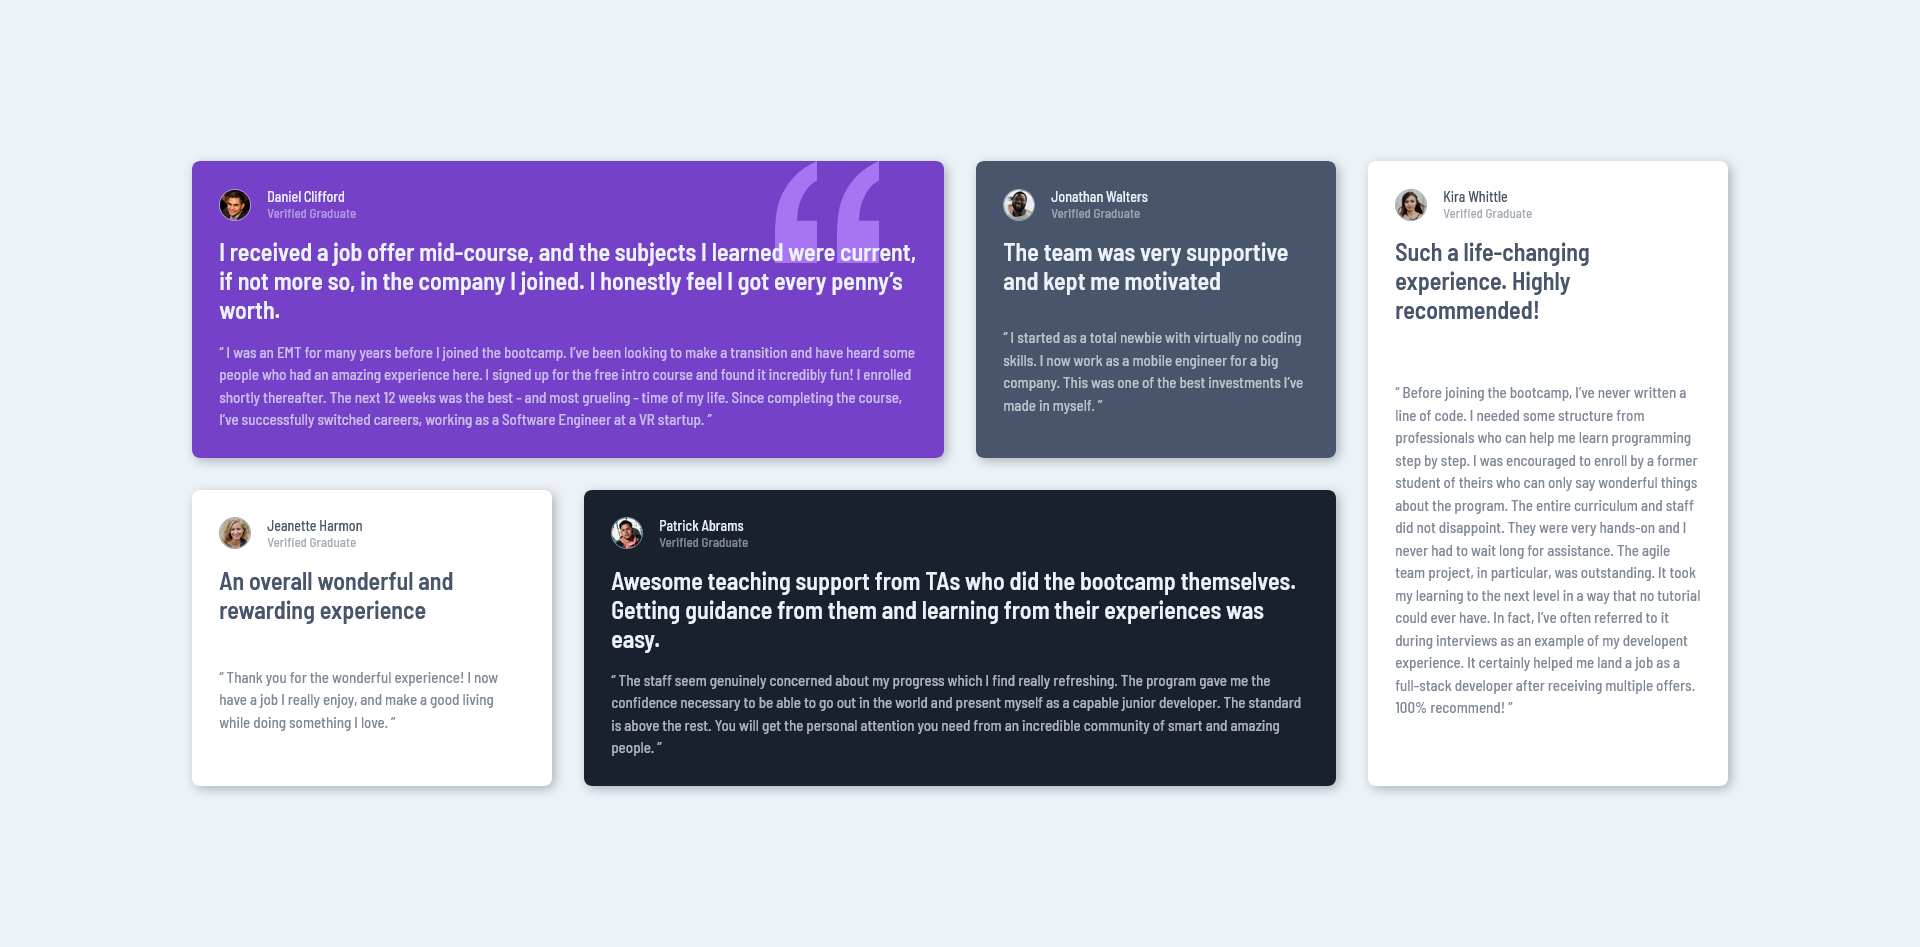 Daniel Clifford
Verified Graduate
I received a job offer mid-course, and the subjects I learned were current,
if not more so, in the company I joined. I honestly feel I got every penny’s
worth.
“ I was an EMT for many years before I joined the bootcamp. I’ve been looking to make a transition and have heard some
people who had an amazing experience here. I signed up for the free intro course and found it incredibly fun! I enrolled
shortly thereafter. The next 12 weeks was the best - and most grueling - time of my life. Since completing the course,
I’ve successfully switched careers, working as a Software Engineer at a VR startup. ”
Jonathan Walters
Verified Graduate
The team was very supportive
and kept me motivated
“ I started as a total newbie with virtually no coding
skills. I now work as a mobile engineer for a big
company. This was one of the best investments I’ve
made in myself. ”
Kira Whittle
Verified Graduate
Such a life-changing
experience. Highly
recommended!
“ Before joining the bootcamp, I’ve never written a
line of code. I needed some structure from
professionals who can help me learn programming
step by step. I was encouraged to enroll by a former
student of theirs who can only say wonderful things
about the program. The entire curriculum and staff
did not disappoint. They were very hands-on and I
never had to wait long for assistance. The agile
team project, in particular, was outstanding. It took
my learning to the next level in a way that no tutorial
could ever have. In fact, I’ve often referred to it
during interviews as an example of my developent
experience. It certainly helped me land a job as a
full-stack developer after receiving multiple offers.
100% recommend! ”
Jeanette Harmon
Verified Graduate
An overall wonderful and
rewarding experience
“ Thank you for the wonderful experience! I now
have a job I really enjoy, and make a good living
while doing something I love. ”
Patrick Abrams
Verified Graduate
Awesome teaching support from TAs who did the bootcamp themselves.
Getting guidance from them and learning from their experiences was
easy.
“ The staff seem genuinely concerned about my progress which I find really refreshing. The program gave me the
confidence necessary to be able to go out in the world and present myself as a capable junior developer. The standard
is above the rest. You will get the personal attention you need from an incredible community of smart and amazing
people. ”